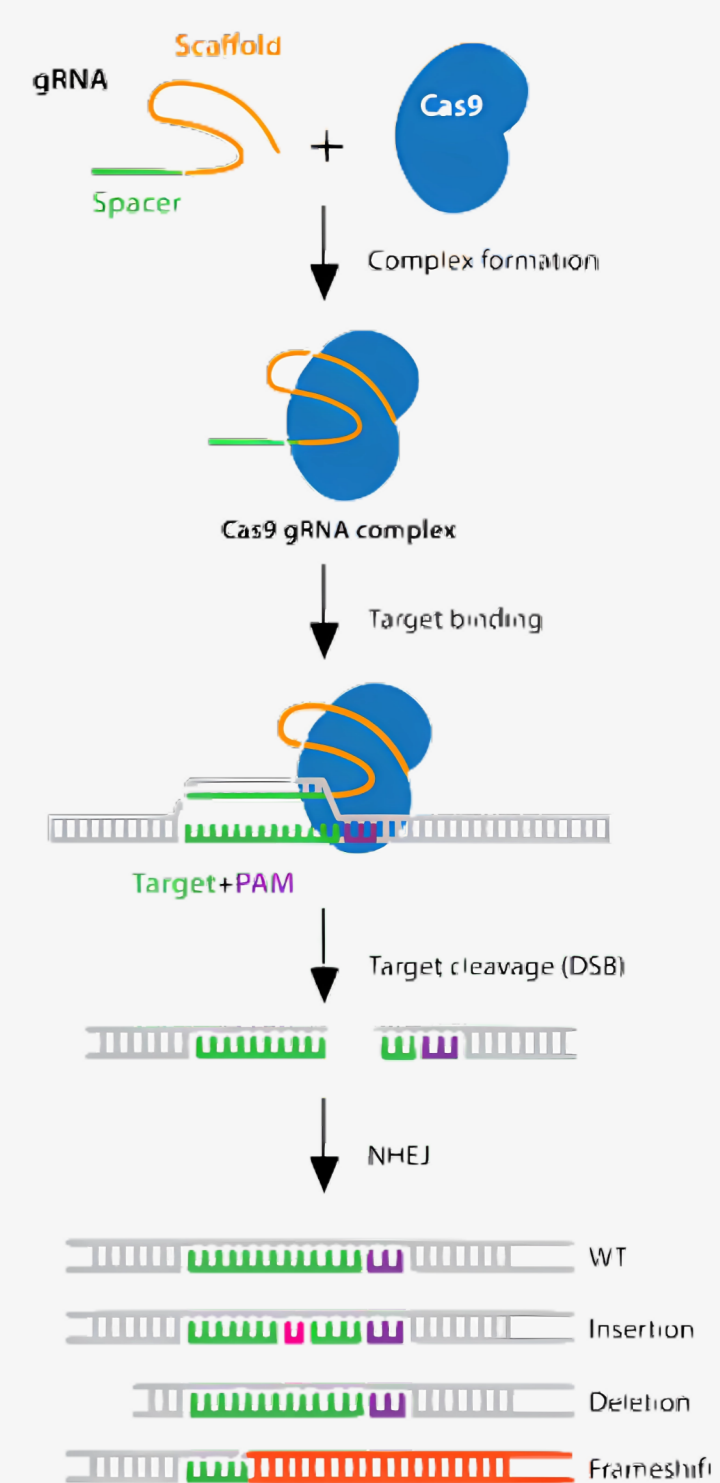 Scaffold
gRNA
Cas9
+
Spacer
Complex formation
Cas9 gRNA complex
Target binding
Target+PAM
Target cleavage (DSB)
NHEJ
WT
Insertion
Deletion
Frameshift